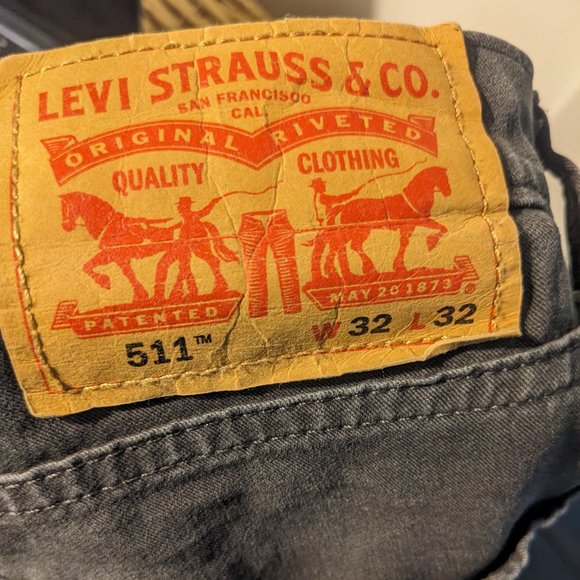 LEVI STRAUSS & CO.
SAN FRANCISCO
CAL.
ORIGINAL RIVETED
QUALITY CLOTHING
PATENTED MAY 20 1873 ®
511™ W 32 L 32